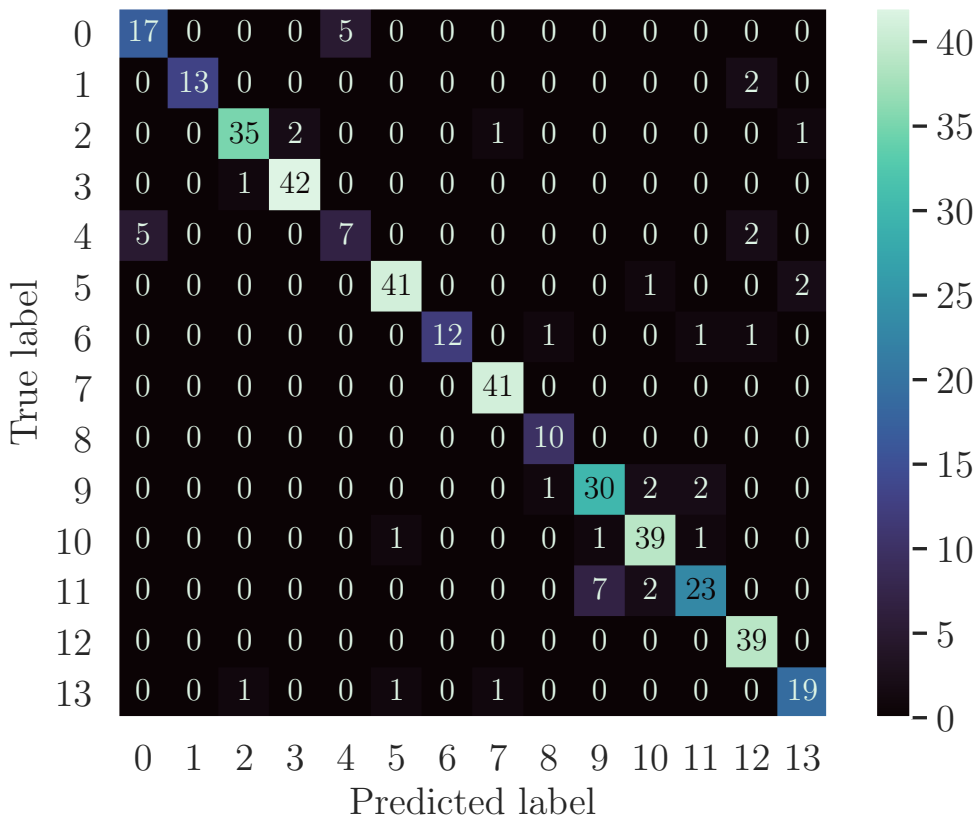 0 17 0 0 0 5 0 0 0 0 0 0 0 0 0
1 0 13 0 0 0 0 0 0 0 0 0 0 2 0
2 0 0 35 2 0 0 0 1 0 0 0 0 0 1
3 0 0 1 42 0 0 0 0 0 0 0 0 0 0
4 5 0 0 0 7 0 0 0 0 0 0 0 2 0
5 0 0 0 0 0 41 0 0 0 0 1 0 0 2
6 0 0 0 0 0 0 12 0 1 0 0 1 1 0
7 0 0 0 0 0 0 0 41 0 0 0 0 0 0
8 0 0 0 0 0 0 0 0 10 0 0 0 0 0
9 0 0 0 0 0 0 0 0 1 30 2 2 0 0
10 0 0 0 0 0 1 0 0 0 1 39 1 0 0
11 0 0 0 0 0 0 0 0 0 7 2 23 0 0
12 0 0 0 0 0 0 0 0 0 0 0 0 39 0
13 0 0 1 0 0 1 0 1 0 0 0 0 0 19
0 1 2 3 4 5 6 7 8 9 10 11 12 13
Predicted label
True label
40
35
30
25
20
15
10
5
0